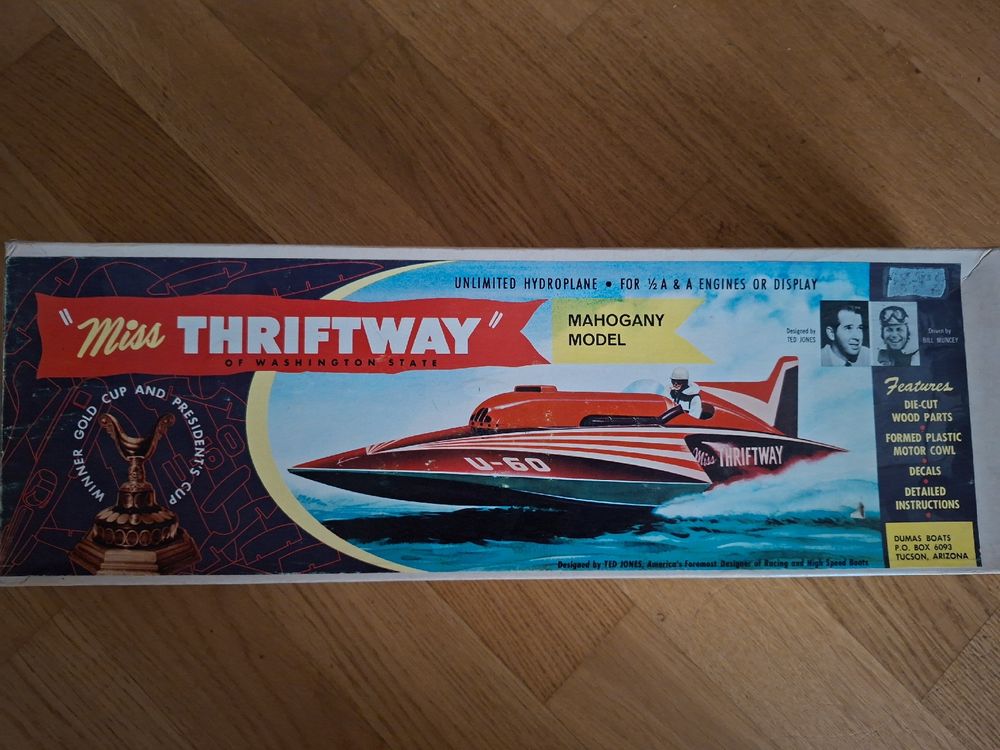 UNLIMITED HYDROPLANE • FOR ½ A & A ENGINES OR DISPLAY
"Miss THRIFTWAY"
OF WASHINGTON STATE
MAHOGANY
MODEL
Designed by
TED JONES
Driven by
BILL MUNCEY
WINNER GOLD CUP AND PRESIDENT'S CUP
U-60
U-60
Miss THRIFTWAY
Features
DIE-CUT
WOOD PARTS
•
FORMED PLASTIC
MOTOR COWL
•
DECALS
•
DETAILED
INSTRUCTIONS
•
DUMAS BOATS
P.O. BOX 6093
TUCSON, ARIZONA
Designed by TED JONES, America's Foremost Designer of Racing and High Speed Boats